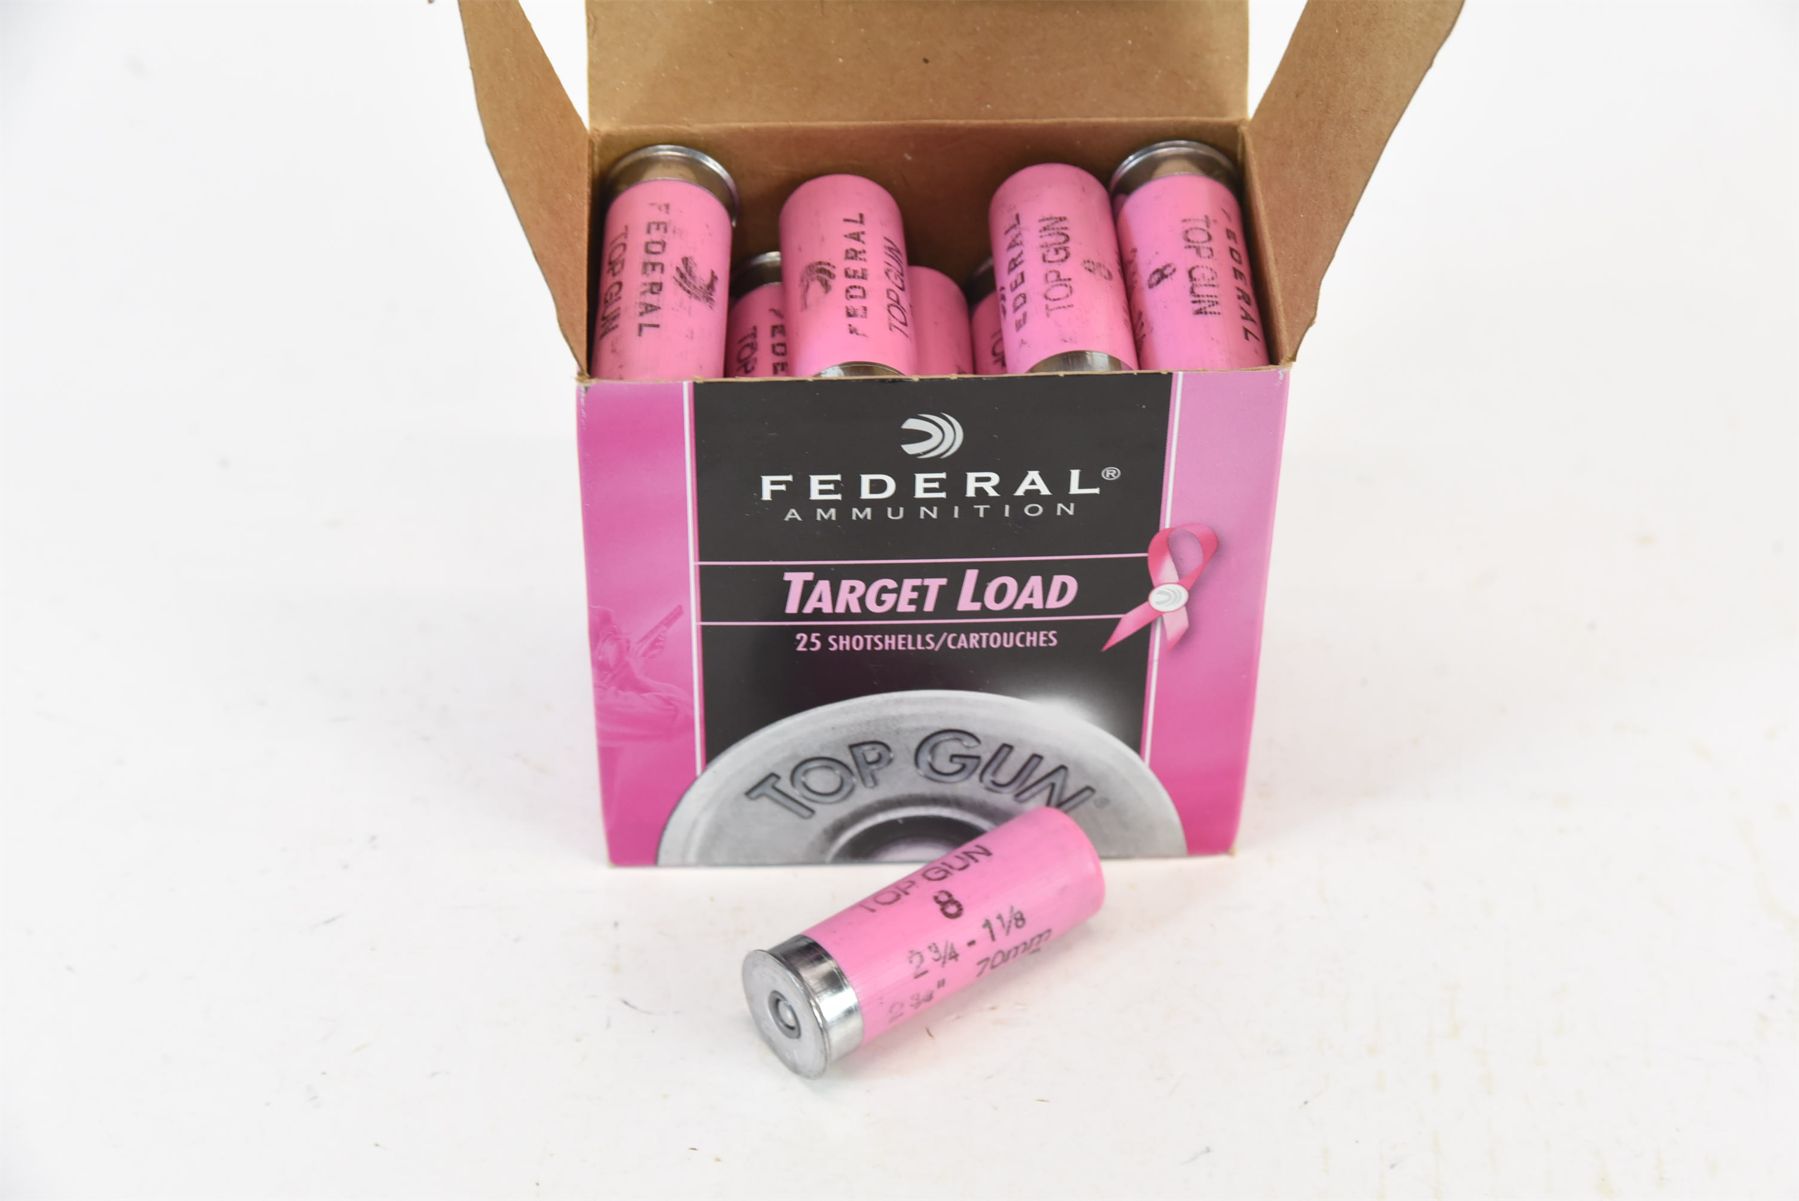 FEDERAL
TOP GUN
FEDERAL
TOP GUN
FEDERAL
TOP GUN
8
FEDERAL
TOP GUN
8
FEDERAL®
AMMUNITION
TARGET LOAD
25 SHOTSHELLS/CARTOUCHES
TOP GUN
TOP GUN
8
2 3/4 - 1 1/8
70mm